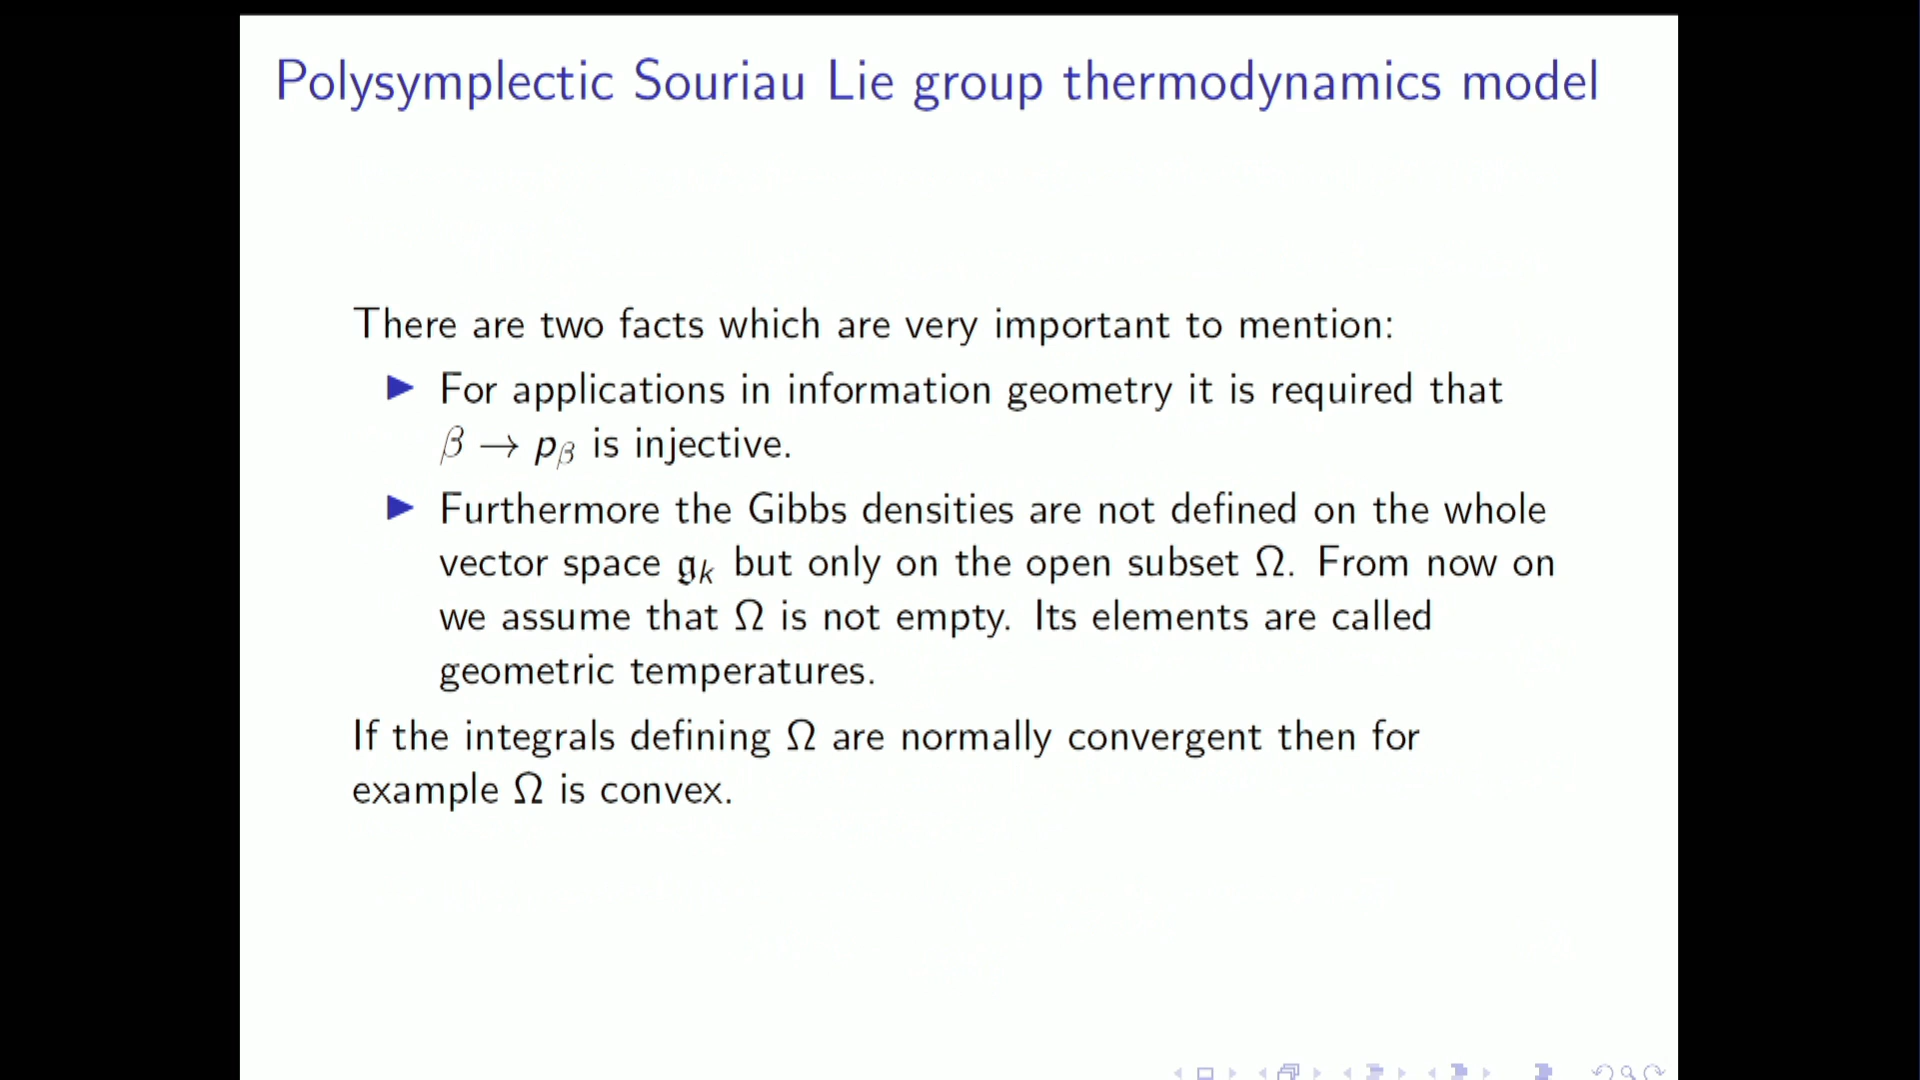 Polysymplectic Souriau Lie group thermodynamics model
There are two facts which are very important to mention:
▶ For applications in information geometry it is required that
β → p_β is injective.
▶ Furthermore the Gibbs densities are not defined on the whole
vector space 𝔤_k but only on the open subset Ω. From now on
we assume that Ω is not empty. Its elements are called
geometric temperatures.
If the integrals defining Ω are normally convergent then for
example Ω is convex.